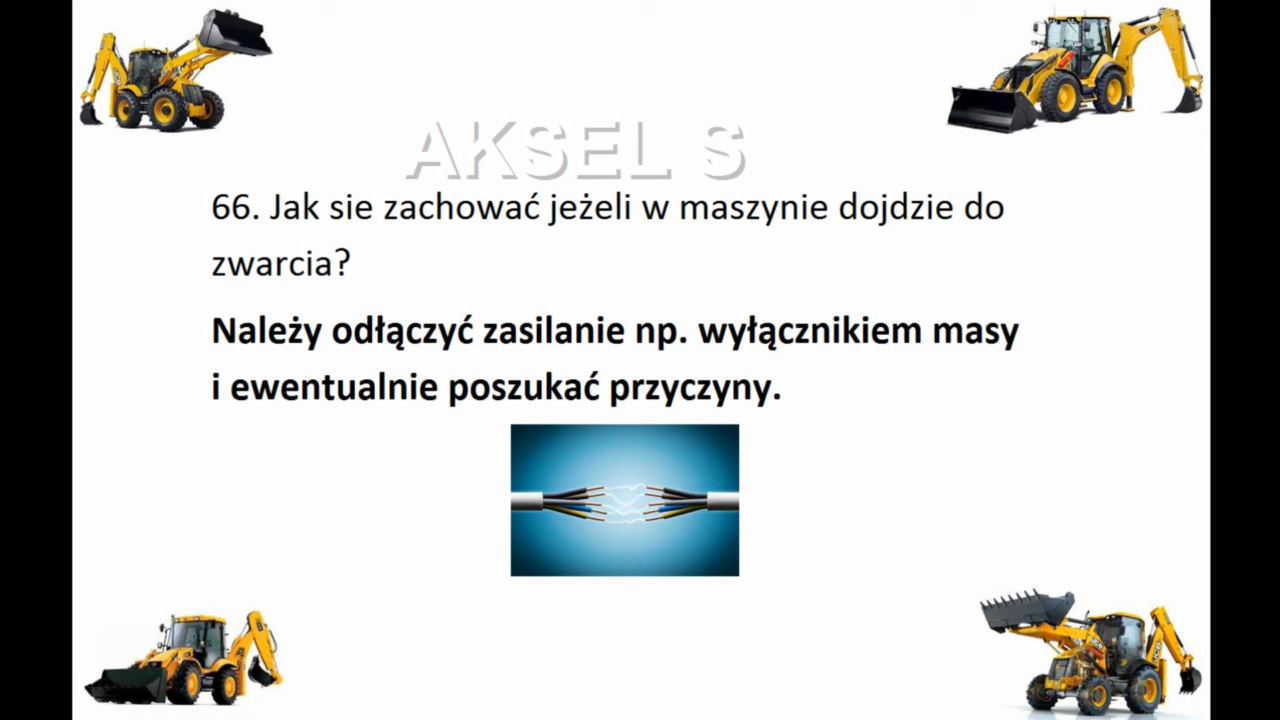 AKSEL S
66. Jak sie zachować jeżeli w maszynie dojdzie do
zwarcia?
Należy odłączyć zasilanie np. wyłącznikiem masy
i ewentualnie poszukać przyczyny.